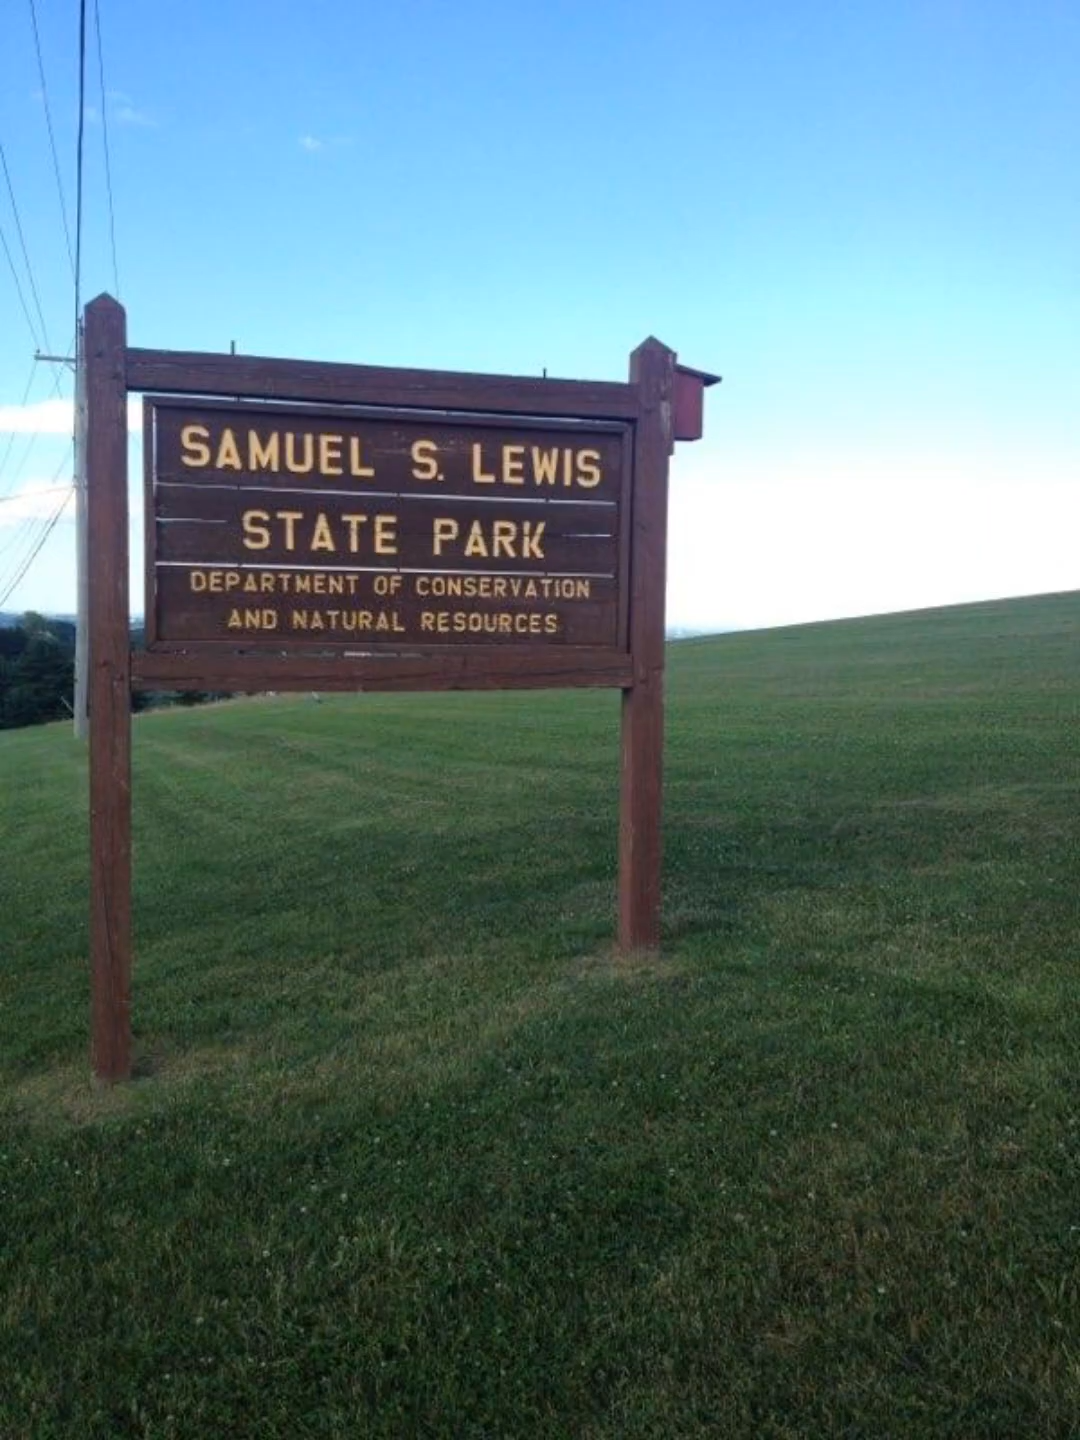 SAMUEL S. LEWIS
STATE PARK
DEPARTMENT OF CONSERVATION
AND NATURAL RESOURCES